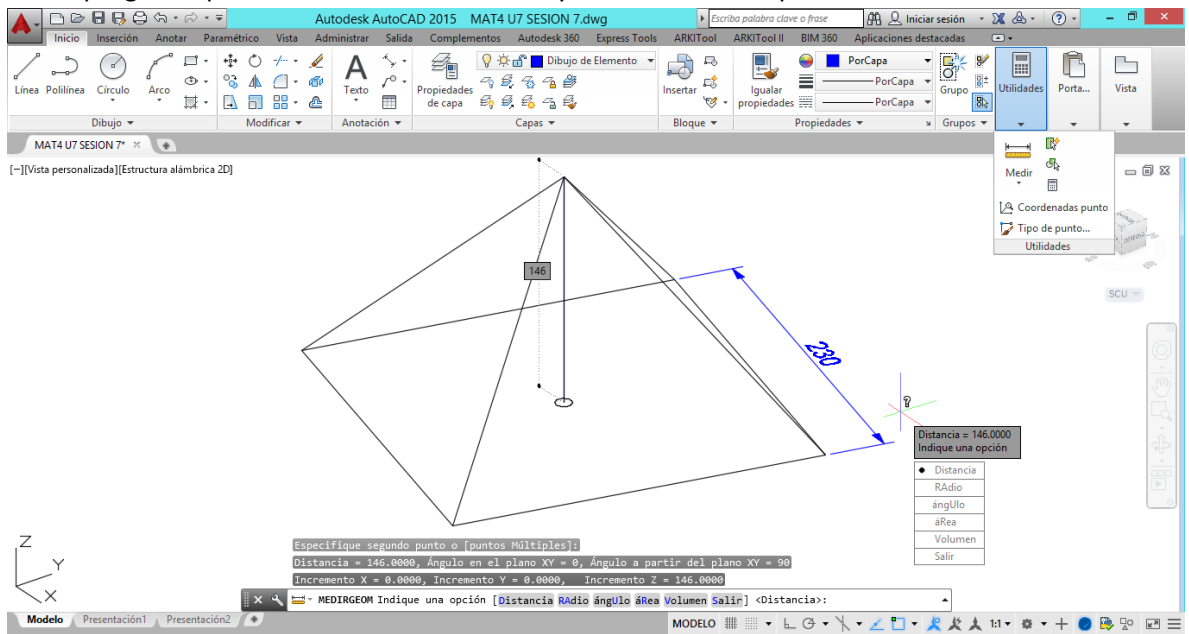 Autodesk AutoCAD 2015 MAT4 U7 SESION 7.dwg
Escriba palabra clave o frase
Iniciar sesión
Inicio Inserción Anotar Paramétrico Vista Administrar Salida Complementos Autodesk 360 Express Tools ARKITool ARKITool II BIM 360 Aplicaciones destacadas
Dibujo de Elemento
PorCapa
PorCapa
PorCapa
Línea Polilínea Círculo Arco
Texto
Propiedades de capa
Insertar
Igualar propiedades
Grupo
Utilidades
Porta...
Vista
Dibujo Modificar Anotación Capas Bloque Propiedades Grupos
MAT4 U7 SESION 7*
[−][Vista personalizada][Estructura alámbrica 2D]
Medir
Coordenadas punto
Tipo de punto...
Utilidades
SCU
146
230
Distancia = 146.0000
Indique una opción
Distancia
RAdio
ángUlo
áRea
Volumen
Salir
Z
Y
X
Especifique segundo punto o [puntos Múltiples]:
Distancia = 146.0000, Ángulo en el plano XY = 0, Ángulo a partir del plano XY = 90
Incremento X = 0.0000, Incremento Y = 0.0000, Incremento Z = 146.0000
MEDIRGEOM Indique una opción [Distancia RAdio ángUlo áRea Volumen Salir] <Distancia>:
Modelo Presentación1 Presentación2
MODELO
1:1